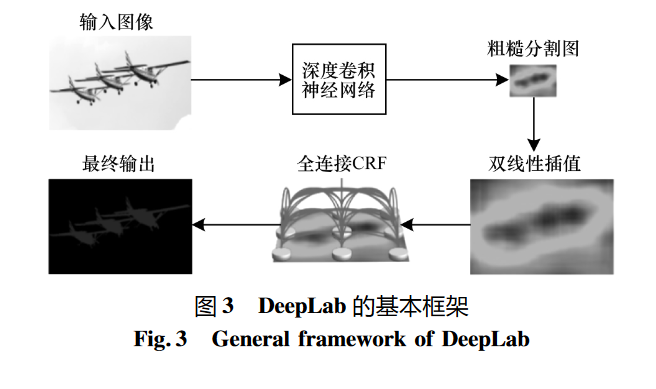 输入图像
深度卷积
神经网络
粗糙分割图
最终输出
全连接CRF
双线性插值
图 3 DeepLab 的基本框架
Fig. 3 General framework of DeepLab